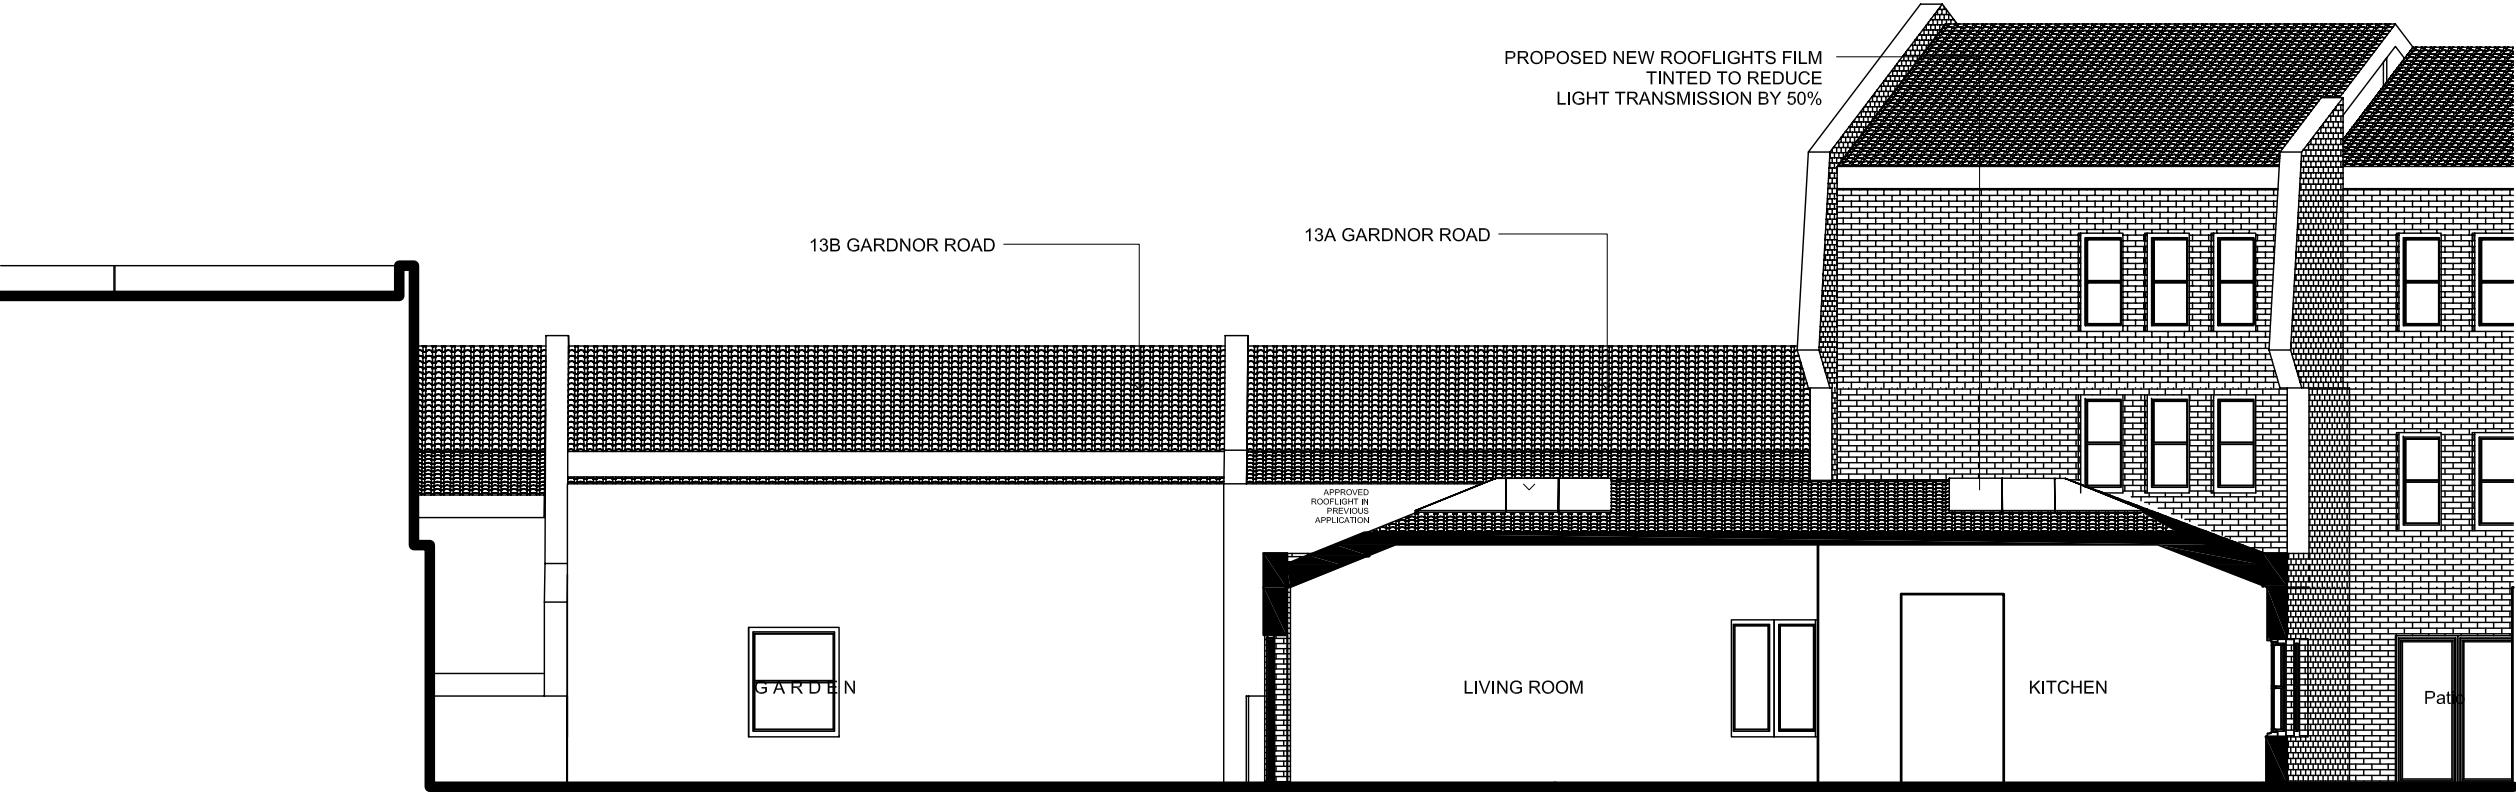 PROPOSED NEW ROOFLIGHTS FILM
TINTED TO REDUCE
LIGHT TRANSMISSION BY 50%
13B GARDNOR ROAD
13A GARDNOR ROAD
APPROVED
ROOFLIGHT IN
PREVIOUS
APPLICATION
GARDEN
LIVING ROOM
KITCHEN
Patio